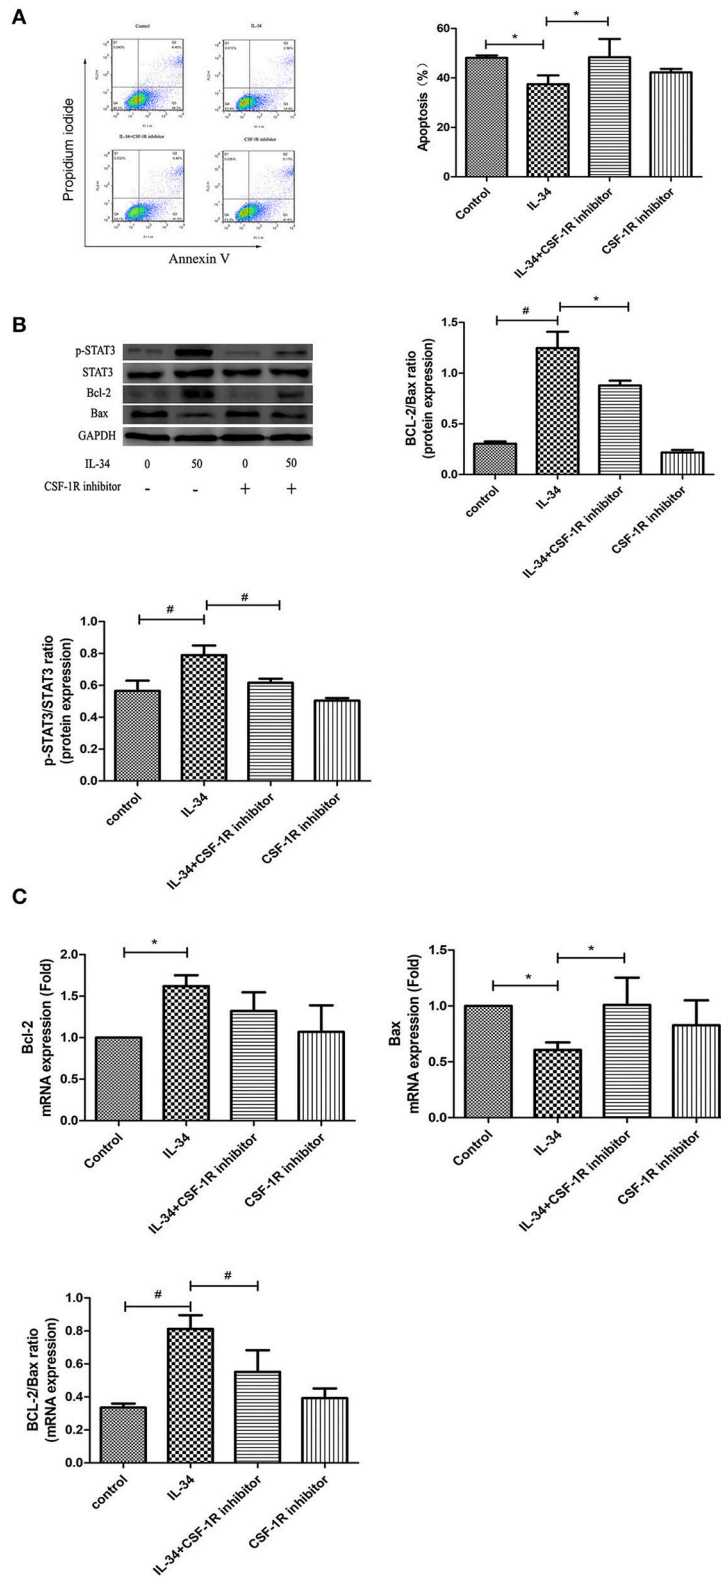 A
Control
IL-34
IL-34+CSF-1R inhibitor
CSF-1R inhibitor
Propidium iodide
Annexin V
Apoptosis (%)
60
40
20
0
*
*
Control
IL-34
IL-34+CSF-1R inhibitor
CSF-1R inhibitor
B
p-STAT3
STAT3
Bcl-2
Bax
GAPDH
IL-34 0 50 0 50
CSF-1R inhibitor - - + +
BCL-2/Bax ratio
(protein expression)
1.5
1.0
0.5
0.0
#
*
control
IL-34
IL-34+CSF-1R inhibitor
CSF-1R inhibitor
p-STAT3/STAT3 ratio
(protein expression)
1.0
0.8
0.6
0.4
0.2
0.0
#
#
control
IL-34
IL-34+CSF-1R inhibitor
CSF-1R inhibitor
C
Bcl-2
mRNA expression (Fold)
2.0
1.5
1.0
0.5
0.0
*
Control
IL-34
IL-34+CSF-1R inhibitor
CSF-1R inhibitor
Bax
mRNA expression (Fold)
1.5
1.0
0.5
0.0
*
*
Control
IL-34
IL-34+CSF-1R inhibitor
CSF-1R inhibitor
BCL-2/Bax ratio
(mRNA expression)
1.0
0.8
0.6
0.4
0.2
0.0
#
#
control
IL-34
IL-34+CSF-1R inhibitor
CSF-1R inhibitor